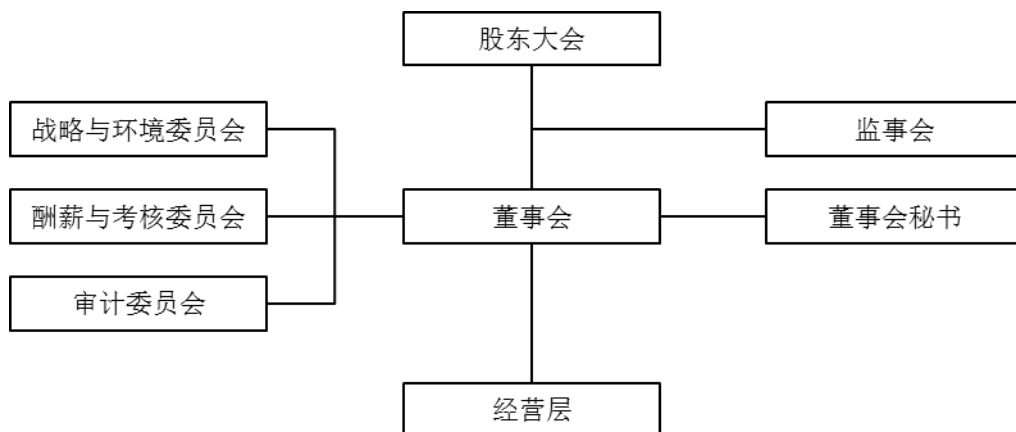 股东大会
战略与环境委员会
监事会
酬薪与考核委员会
董事会
董事会秘书
审计委员会
经营层